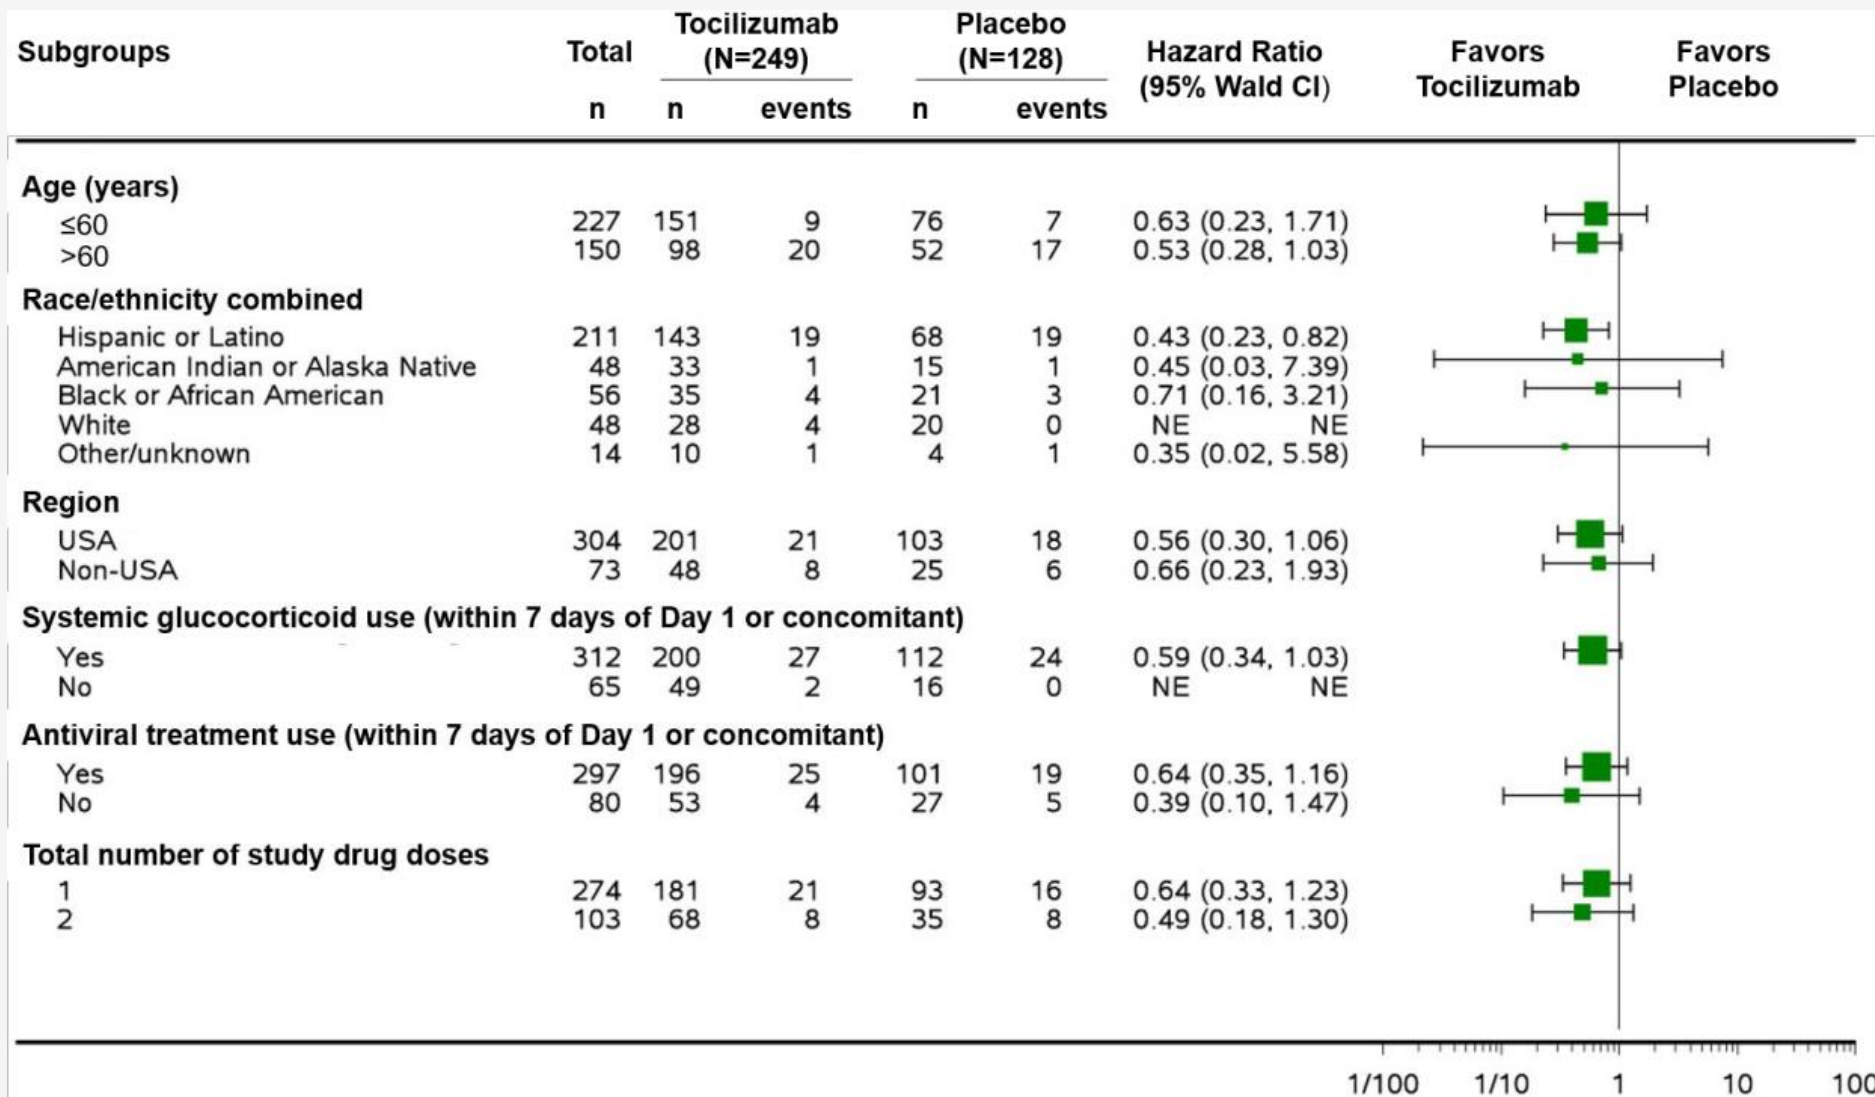 Subgroups Total Tocilizumab (N=249) Placebo (N=128) Hazard Ratio (95% Wald CI) Favors Tocilizumab Favors Placebo
n n events n events
Age (years)
≤60 227 151 9 76 7 0.63 (0.23, 1.71)
>60 150 98 20 52 17 0.53 (0.28, 1.03)
Race/ethnicity combined
Hispanic or Latino 211 143 19 68 19 0.43 (0.23, 0.82)
American Indian or Alaska Native 48 33 1 15 1 0.45 (0.03, 7.39)
Black or African American 56 35 4 21 3 0.71 (0.16, 3.21)
White 48 28 4 20 0 NE NE
Other/unknown 14 10 1 4 1 0.35 (0.02, 5.58)
Region
USA 304 201 21 103 18 0.56 (0.30, 1.06)
Non-USA 73 48 8 25 6 0.66 (0.23, 1.93)
Systemic glucocorticoid use (within 7 days of Day 1 or concomitant)
Yes 312 200 27 112 24 0.59 (0.34, 1.03)
No 65 49 2 16 0 NE NE
Antiviral treatment use (within 7 days of Day 1 or concomitant)
Yes 297 196 25 101 19 0.64 (0.35, 1.16)
No 80 53 4 27 5 0.39 (0.10, 1.47)
Total number of study drug doses
1 274 181 21 93 16 0.64 (0.33, 1.23)
2 103 68 8 35 8 0.49 (0.18, 1.30)
1/100 1/10 1 10 100